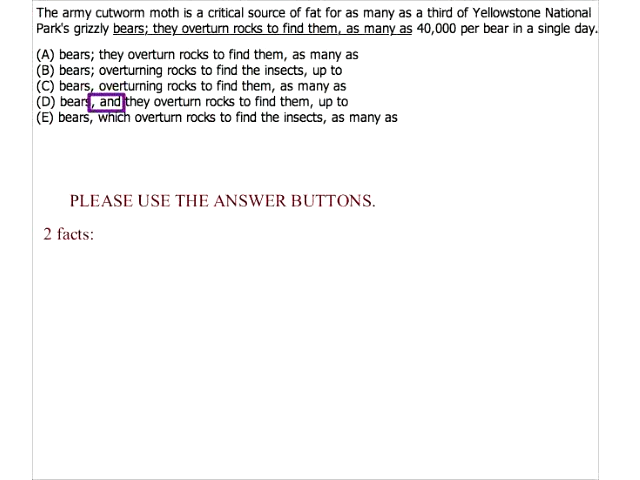 The army cutworm moth is a critical source of fat for as many as a third of Yellowstone National
Park's grizzly bears; they overturn rocks to find them, as many as 40,000 per bear in a single day.
(A) bears; they overturn rocks to find them, as many as
(B) bears; overturning rocks to find the insects, up to
(C) bears, overturning rocks to find them, as many as
(D) bears, and they overturn rocks to find them, up to
(E) bears, which overturn rocks to find the insects, as many as
PLEASE USE THE ANSWER BUTTONS.
2 facts: